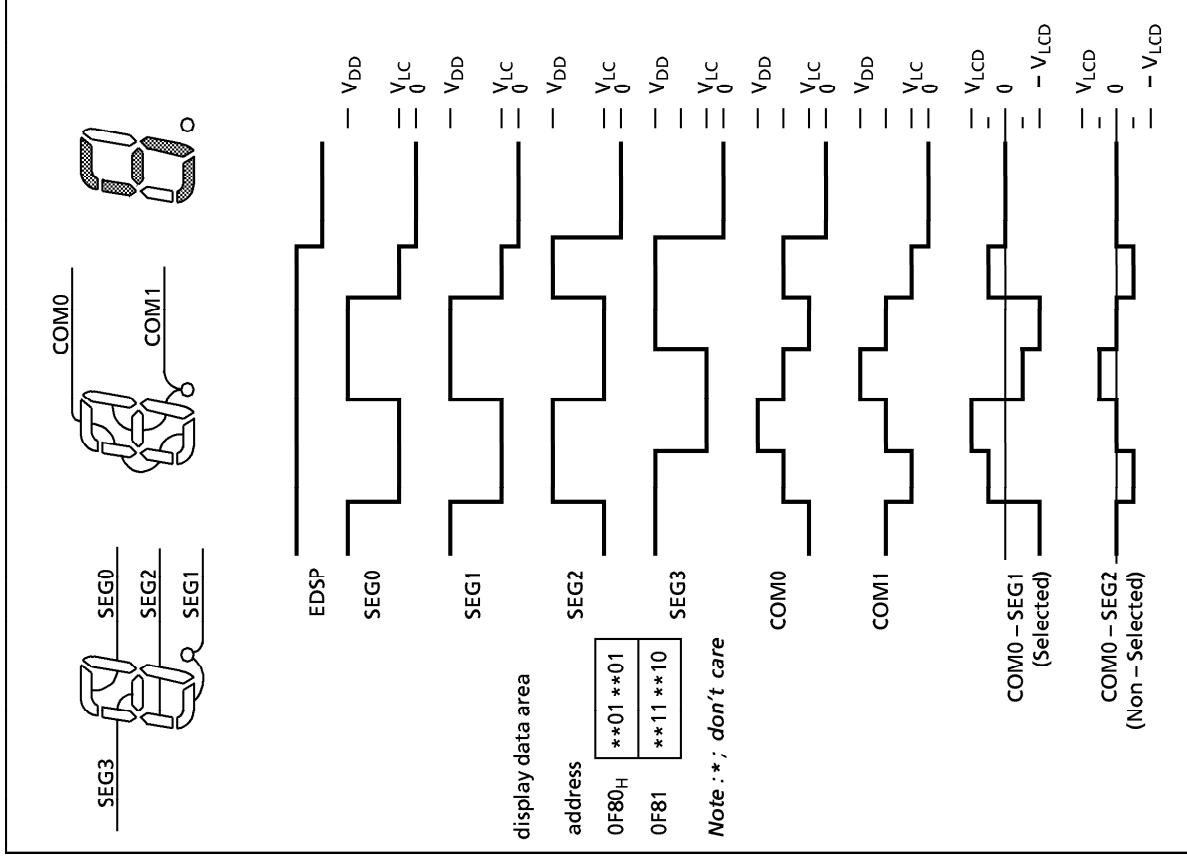 SEG3
SEG0
SEG2
SEG1
COM0
COM1
display data area
address
0F80H **01 **01
0F81 **11 **10
Note : * ; don't care
EDSP
SEG0
VDD
VLC
0
SEG1
VDD
VLC
0
SEG2
VDD
VLC
0
SEG3
VDD
VLC
0
COM0
VDD
VLC
0
COM1
VDD
VLC
0
COM0 – SEG1
(Selected)
VLCD
0
– VLCD
COM0 – SEG2
(Non – Selected)
VLCD
0
– VLCD